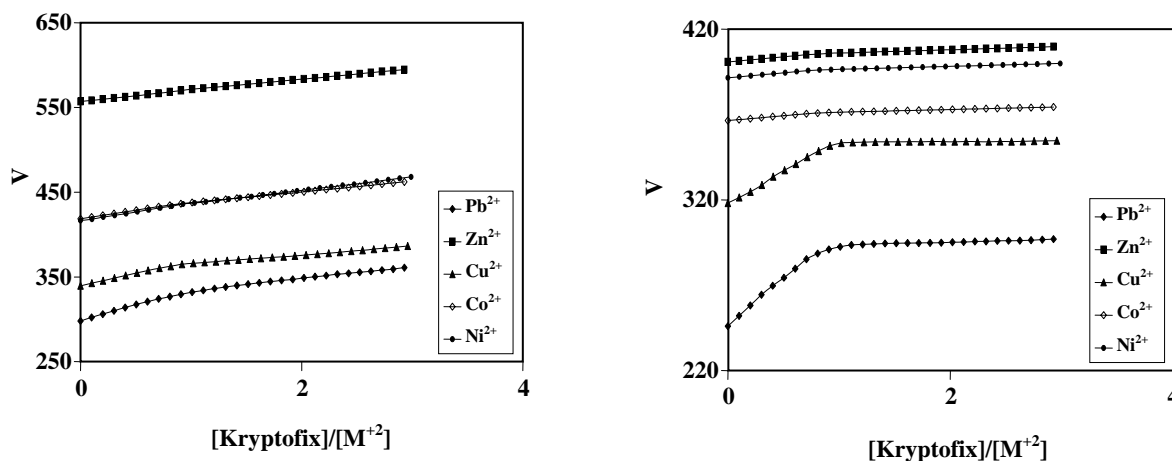 650
550
450
350
250
V
0
2
4
[Kryptofix]/[M⁺²]
Pb²⁺
Zn²⁺
Cu²⁺
Co²⁺
Ni²⁺
420
320
220
V
0
2
4
[Kryptofix]/[M⁺²]
Pb²⁺
Zn²⁺
Cu²⁺
Co²⁺
Ni²⁺